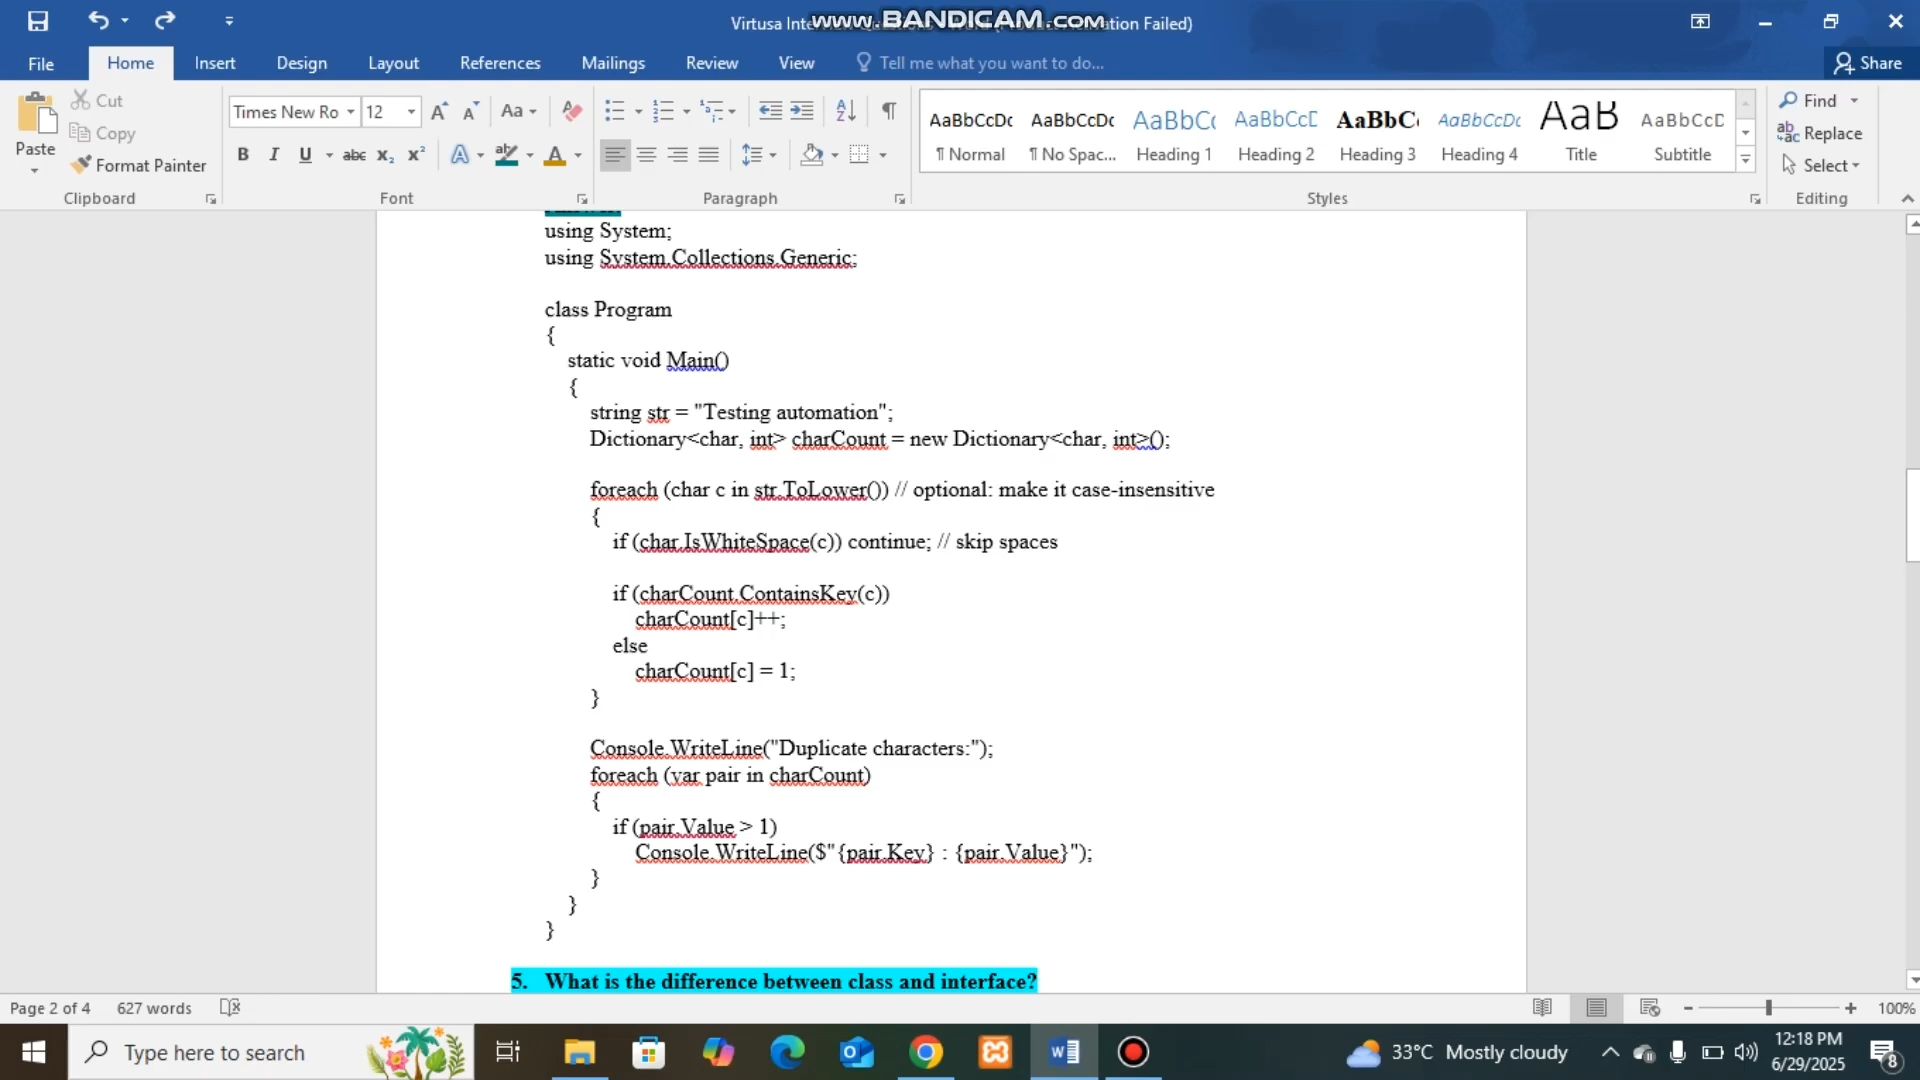 www.BANDICAM.com
Virtusa Inte
ation Failed)
File Home Insert Design Layout References Mailings Review View Tell me what you want to do... Share
Paste
Cut
Copy
Format Painter
Clipboard
Times New Ro 12
Font
Paragraph
AaBbCcDc AaBbCcDc AaBbC AaBbCcE AaBbC AaBbCcDc AaB AaBbCcD
¶ Normal ¶ No Spac... Heading 1 Heading 2 Heading 3 Heading 4 Title Subtitle
Styles
Find
Replace
Select
Editing
using System;
using System.Collections.Generic;
class Program
{
static void Main()
{
string str = "Testing automation";
Dictionary<char, int> charCount = new Dictionary<char, int>();
foreach (char c in str.ToLower()) // optional: make it case-insensitive
{
if (char.IsWhiteSpace(c)) continue; // skip spaces
if (charCount.ContainsKey(c))
charCount[c]++;
else
charCount[c] = 1;
}
Console.WriteLine("Duplicate characters:");
foreach (var pair in charCount)
{
if (pair.Value > 1)
Console.WriteLine($"{pair.Key} : {pair.Value}");
}
}
}
5. What is the difference between class and interface?
Page 2 of 4 627 words 100%
Type here to search
33°C Mostly cloudy
12:18 PM
6/29/2025
8